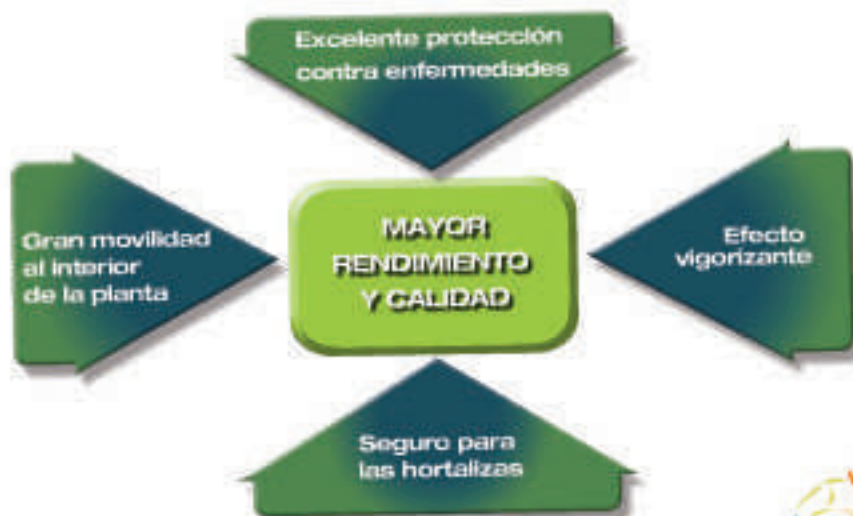 Excelente protección
contra enfermedades
Gran movilidad
al interior
de la planta
MAYOR
RENDIMIENTO
Y CALIDAD
Efecto
vigorizante
Seguro para
las hortalizas